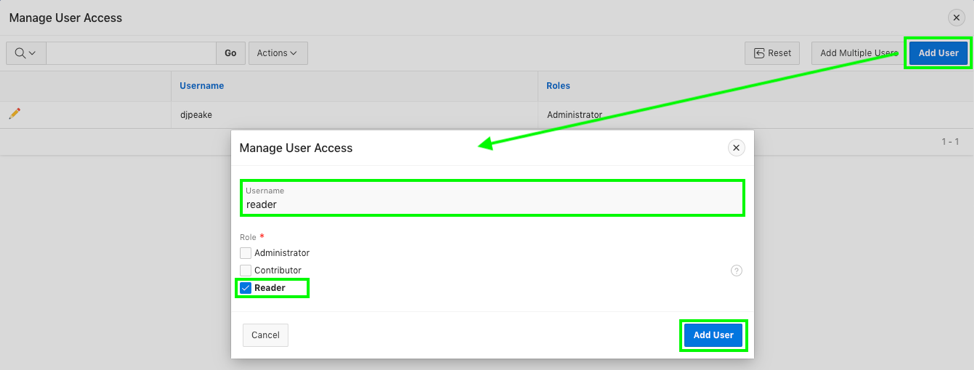 Manage User Access
Go Actions Reset Add Multiple Users Add User
Username Roles
djpeake Administrator
1 - 1
Manage User Access
Username
reader
Role *
Administrator
Contributor
?
Reader
Cancel Add User